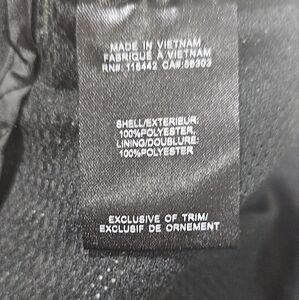 MADE IN VIETNAM
FABRIQUÉ À VIETNAM
RN#: 116442 CA#:56303
SHELL/EXTERIEUR:
100%POLYESTER,
LINING/DOUBLURE:
100%POLYESTER
EXCLUSIVE OF TRIM/
EXCLUSIF DE ORNEMENT